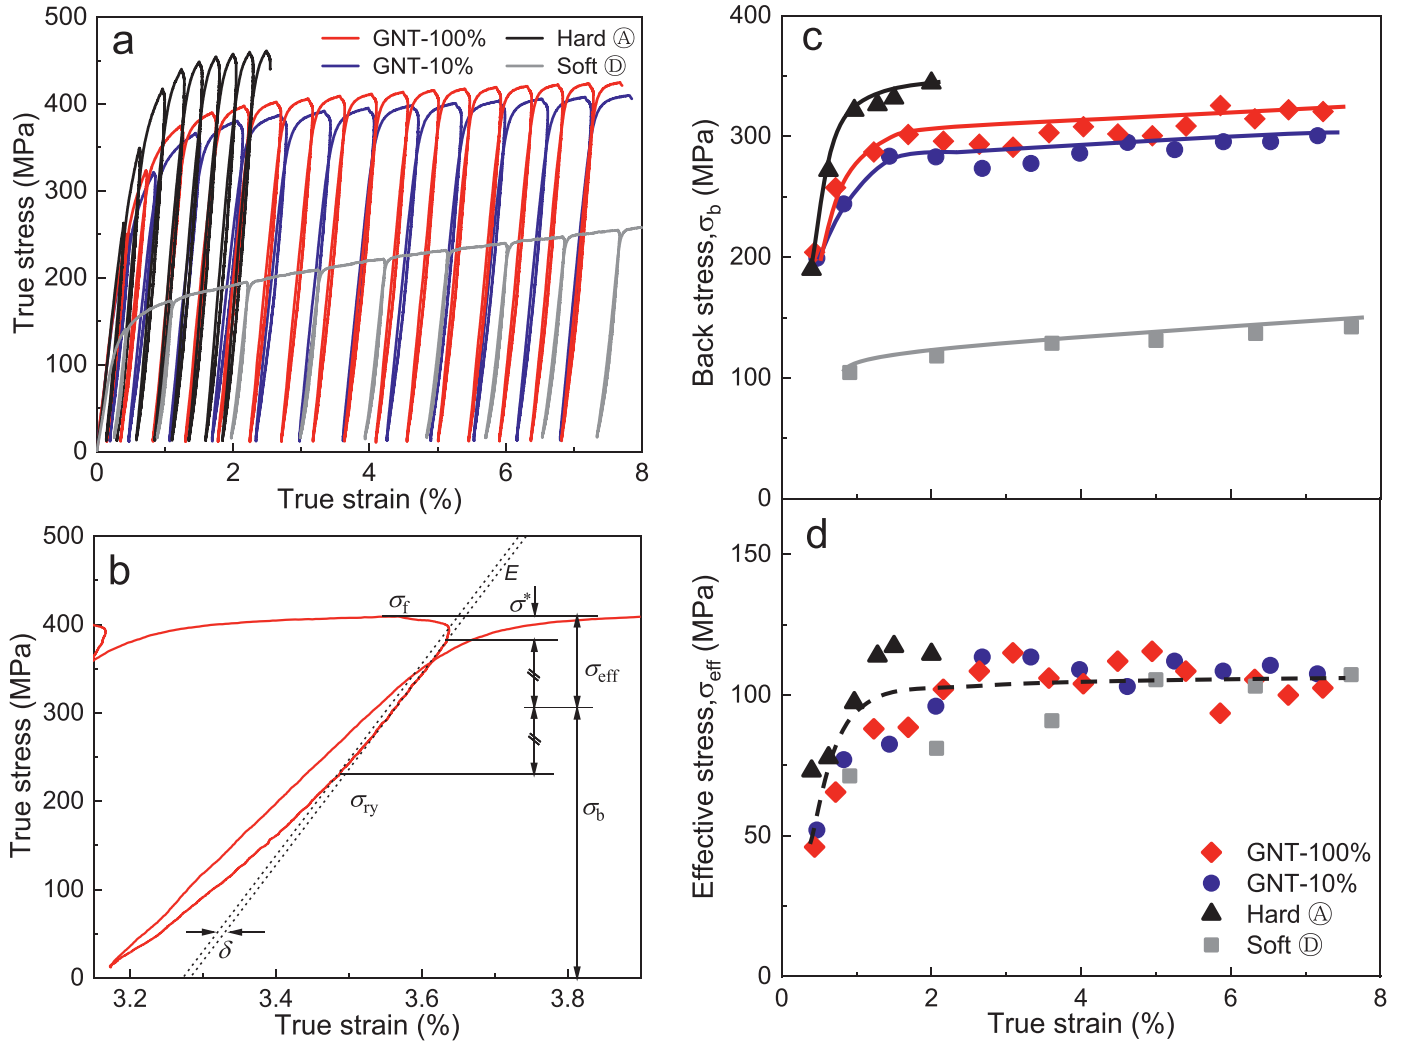 a
GNT-100%
GNT-10%
Hard Ⓐ
Soft Ⓓ
500
400
300
200
100
0
True stress (MPa)
0 2 4 6 8
True strain (%)
b
500
400
300
200
100
0
True stress (MPa)
E
σf
σ*
σeff
σry
σb
δ
3.2 3.4 3.6 3.8
True strain (%)
c
400
300
200
100
0
Back stress,σb (MPa)
d
150
100
50
0
Effective stress,σeff (MPa)
GNT-100%
GNT-10%
Hard Ⓐ
Soft Ⓓ
0 2 4 6 8
True strain (%)